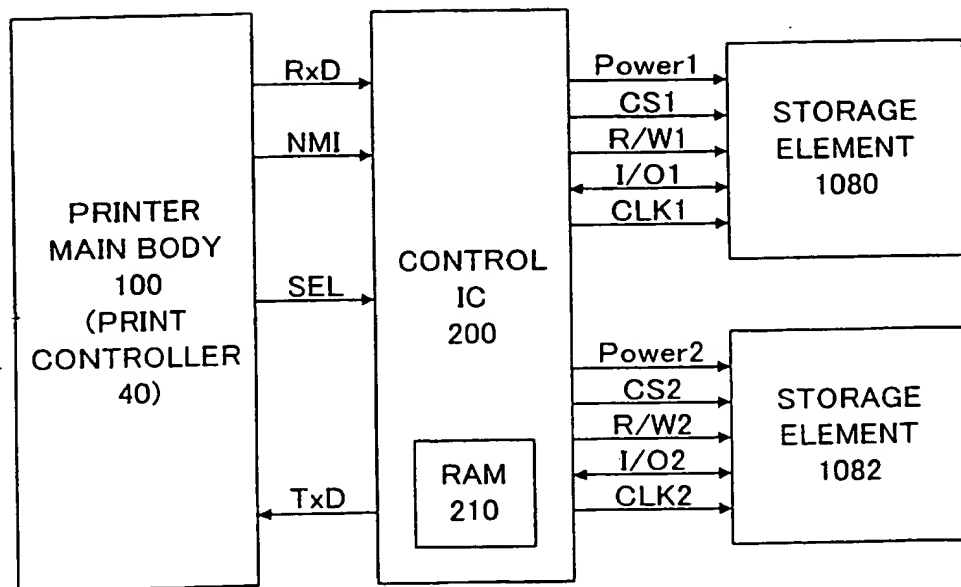 PRINTER
MAIN BODY
100
(PRINT
CONTROLLER
40)
RxD
NMI
SEL
TxD
CONTROL
IC
200
RAM
210
Power1
CS1
R/W1
I/O1
CLK1
STORAGE
ELEMENT
1080
Power2
CS2
R/W2
I/O2
CLK2
STORAGE
ELEMENT
1082